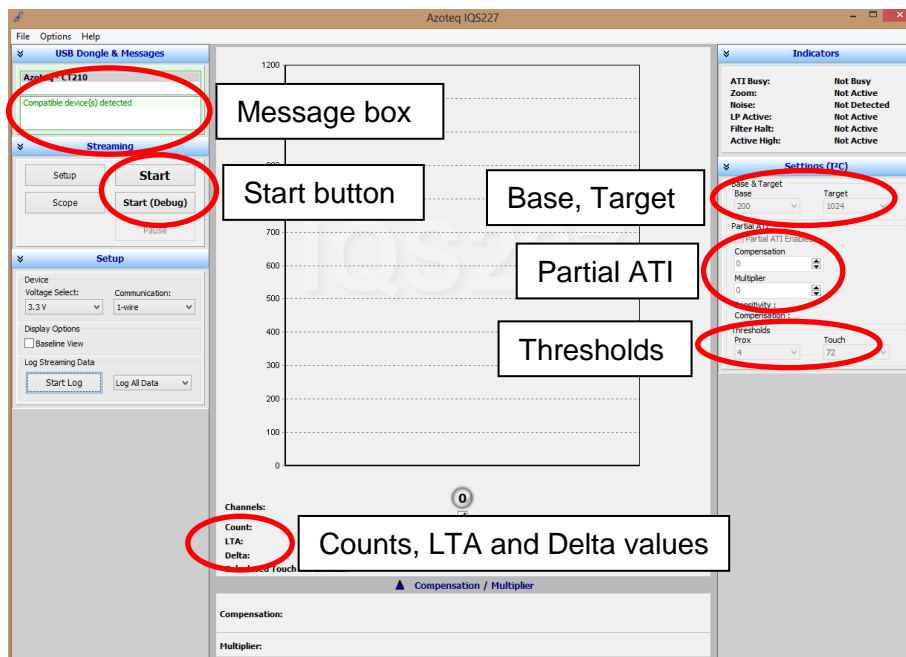 Azoteq IQS227
File Options Help
USB Dongle & Messages
Azoteq - CT210
Compatible device(s) detected
Message box
Streaming
Setup
Start
Scope
Start (Debug)
Pause
Start button
Setup
Device
Voltage Select: Communication:
3.3 V 1-wire
Display Options
Baseline View
Log Streaming Data
Start Log Log All Data
1200
900
700
600
500
400
300
200
100
0
IQS227
Channels: 0
Count:
LTA:
Delta:
Counts, LTA and Delta values
Compensation / Multiplier
Compensation:
Multiplier:
Indicators
ATI Busy: Not Busy
Zoom: Not Active
Noise: Not Detected
LP Active: Not Active
Filter Halt: Not Active
Active High: Not Active
Settings (I²C)
Base & Target
Base Target
200 1024
Base, Target
Partial ATI
Partial ATI Enabled
Compensation
0
Multiplier
0
Partial ATI
Sensitivity :
Compensation :
Thresholds
Prox Touch
4 72
Thresholds